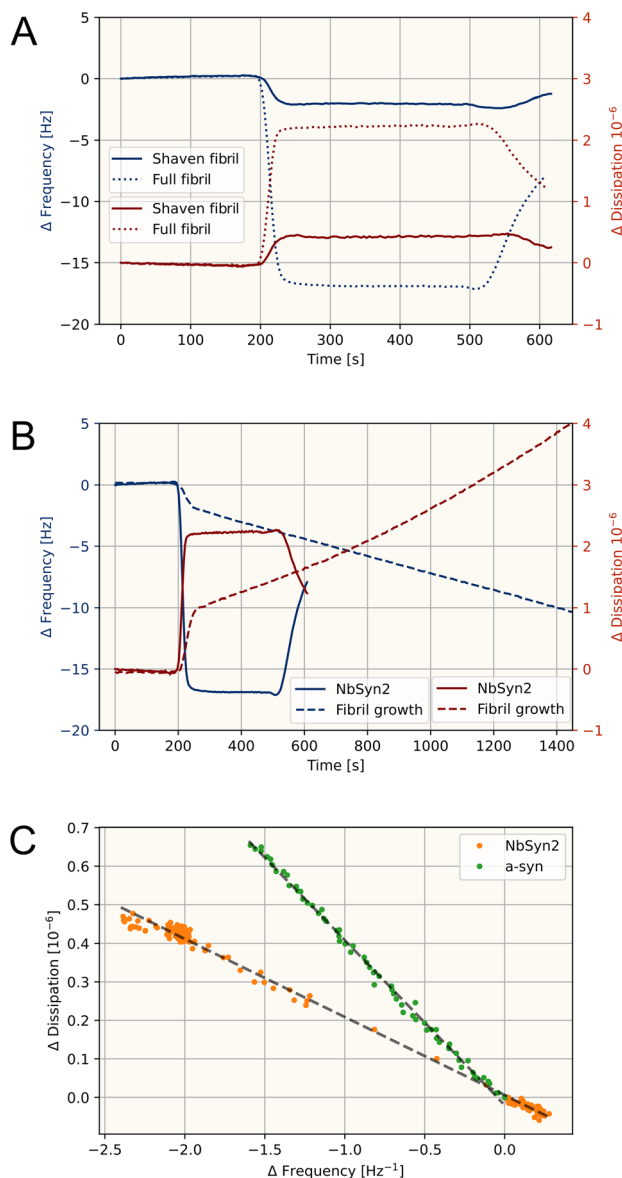 A
5
0
−5
−10
−15
−20
Δ Frequency [Hz]
4
3
2
1
0
−1
Δ Dissipation 10⁻⁶
Shaven fibril
Full fibril
Shaven fibril
Full fibril
0 100 200 300 400 500 600
Time [s]
B
5
0
−5
−10
−15
−20
Δ Frequency [Hz]
4
3
2
1
0
−1
Δ Dissipation 10⁻⁶
NbSyn2
Fibril growth
NbSyn2
Fibril growth
0 200 400 600 800 1000 1200 1400
Time [s]
C
0.7
0.6
0.5
0.4
0.3
0.2
0.1
0.0
Δ Dissipation [10⁻⁶]
NbSyn2
a-syn
−2.5 −2.0 −1.5 −1.0 −0.5 0.0
Δ Frequency [Hz⁻¹]